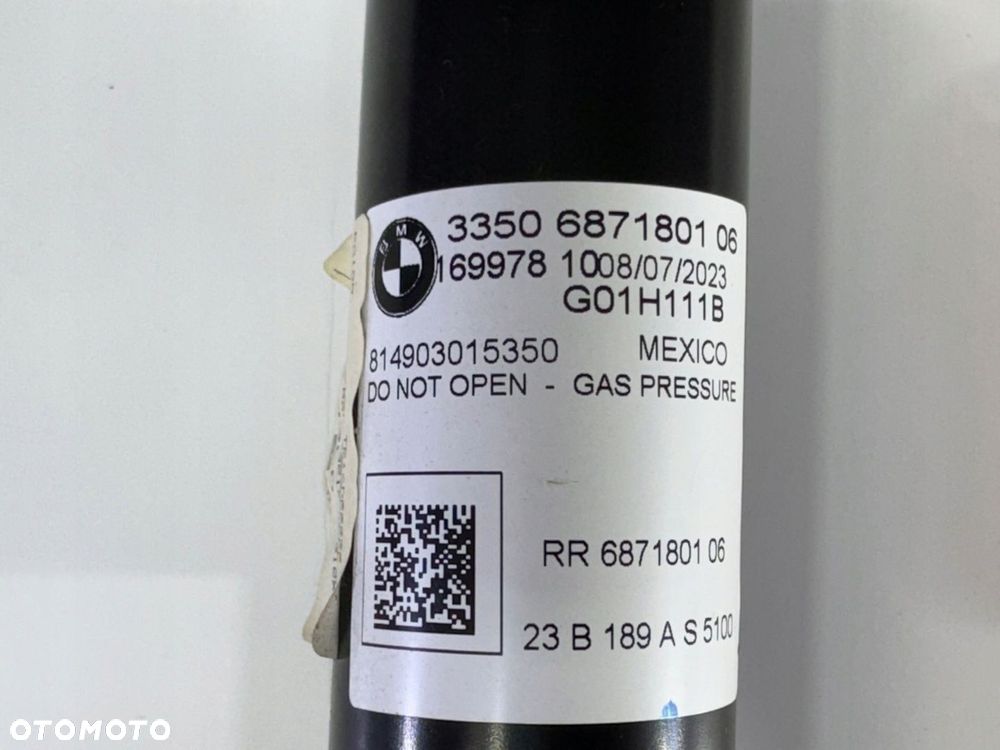 BMW
3350 6871801 06
169978 1008/07/2023
G01H111B
814903015350 MEXICO
DO NOT OPEN - GAS PRESSURE
RR 6871801 06
23 B 189 A S 5100
OTOMOTO